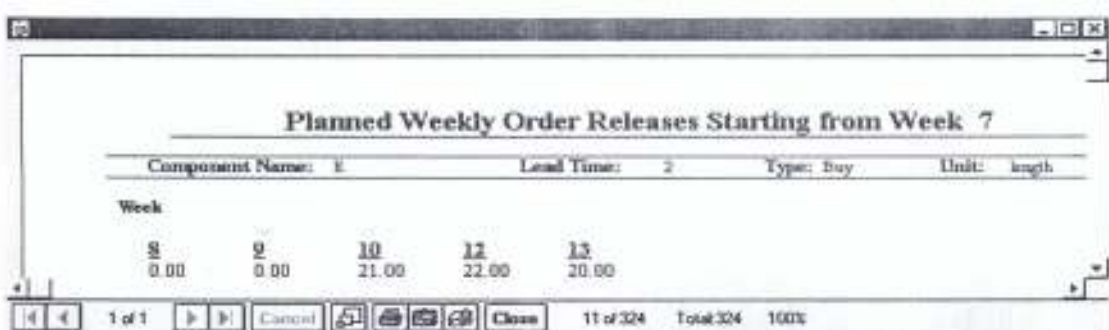 Planned Weekly Order Releases Starting from Week 7
Component Name: E Lead Time: 2 Type: Buy Unit: length
Week
8 9 10 12 13
0.00 0.00 21.00 22.00 20.00
1 of 1 Cancel Close 11 of 324 Total:324 100%